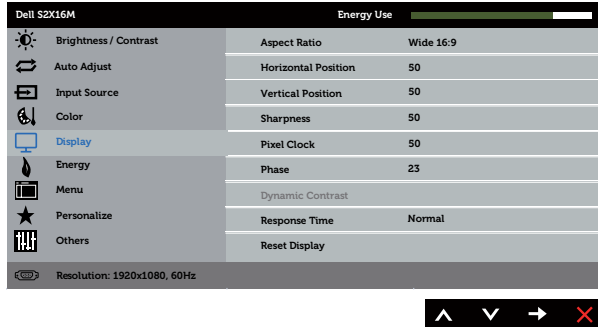 Dell S2X16M Energy Use
Brightness / Contrast
Auto Adjust
Input Source
Color
Display
Energy
Menu
Personalize
Others
Aspect Ratio Wide 16:9
Horizontal Position 50
Vertical Position 50
Sharpness 50
Pixel Clock 50
Phase 23
Dynamic Contrast
Response Time Normal
Reset Display
Resolution: 1920x1080, 60Hz